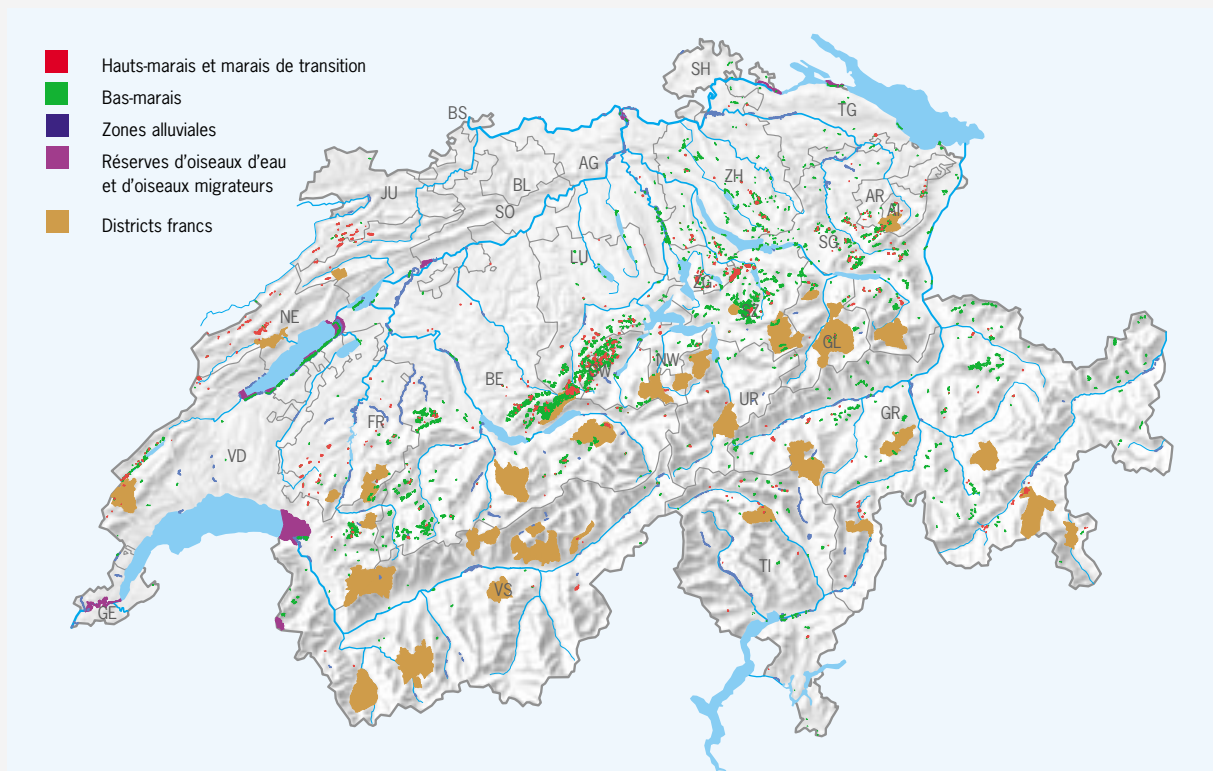 Hauts-marais et marais de transition
Bas-marais
Zones alluviales
Réserves d'oiseaux d'eau
et d'oiseaux migrateurs
Districts francs
SH
BS
TG
AG
BL
JU
ZH
SO
AR
AI
SG
LU
ZG
SZ
NE
GL
NW
OW
BE
UR
GR
FR
VD
TI
VS
GE